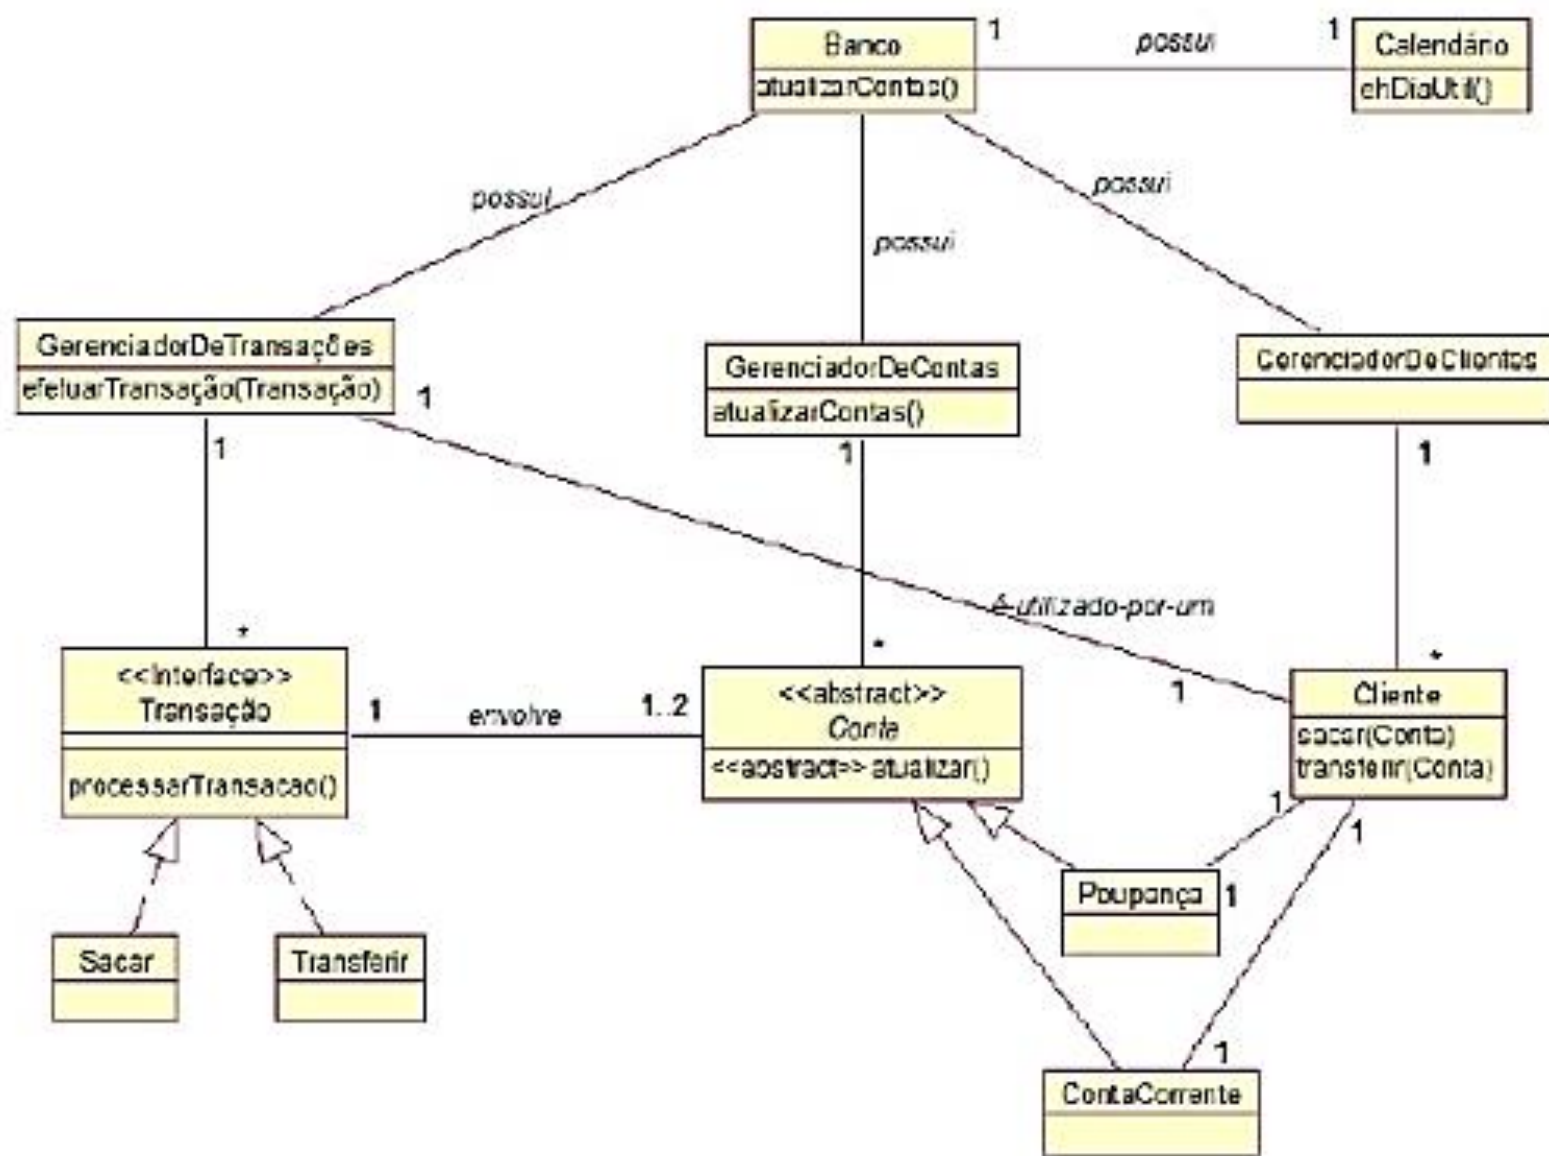 Banco
atualizarContas()
1
possui
1
Calendário
ehDiaUtil()
possui
possui
possui
GerenciadorDeTransações
efetuarTransação(Transação)
1
1
GerenciadorDeContas
atualizarContas()
1
GerenciadorDeClientes
1
é-utilizado-por-um
1
*
<<Interface>>
Transação
processarTransacao()
1
envolve
1..2
*
<<abstract>>
Conta
<<abstract>> atualizar()
*
Cliente
sacar(Conta)
transferir(Conta)
1
1
Sacar
Transferir
Poupança
1
1
ContaCorrente